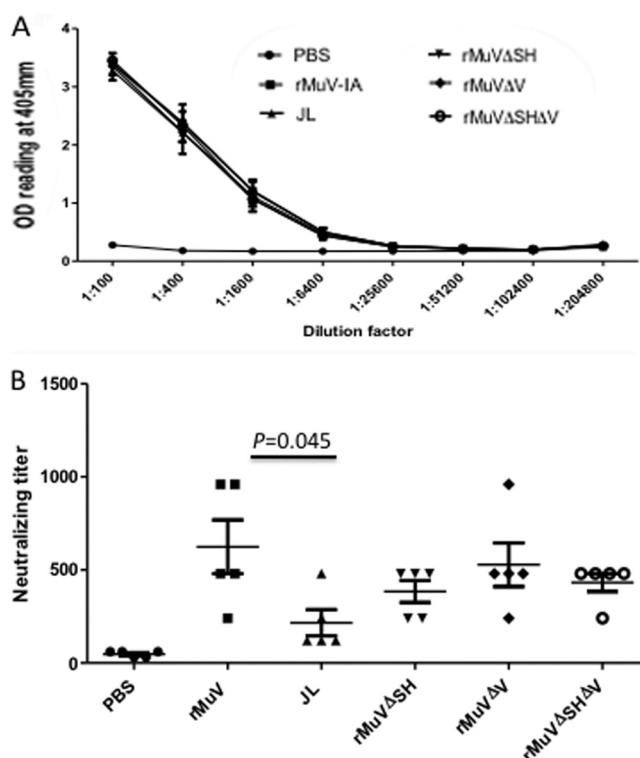 A
OD reading at 405mm
4
3
2
1
0
PBS
rMuV-IA
JL
rMuVΔSH
rMuVΔV
rMuVΔSHΔV
1:100
1:400
1:1600
1:6400
1:25600
1:51200
1:102400
1:204800
Dilution factor
B
Neutralizing titer
1500
1000
500
0
P=0.045
PBS
rMuV
JL
rMuVΔSH
rMuVΔV
rMuVΔSHΔV